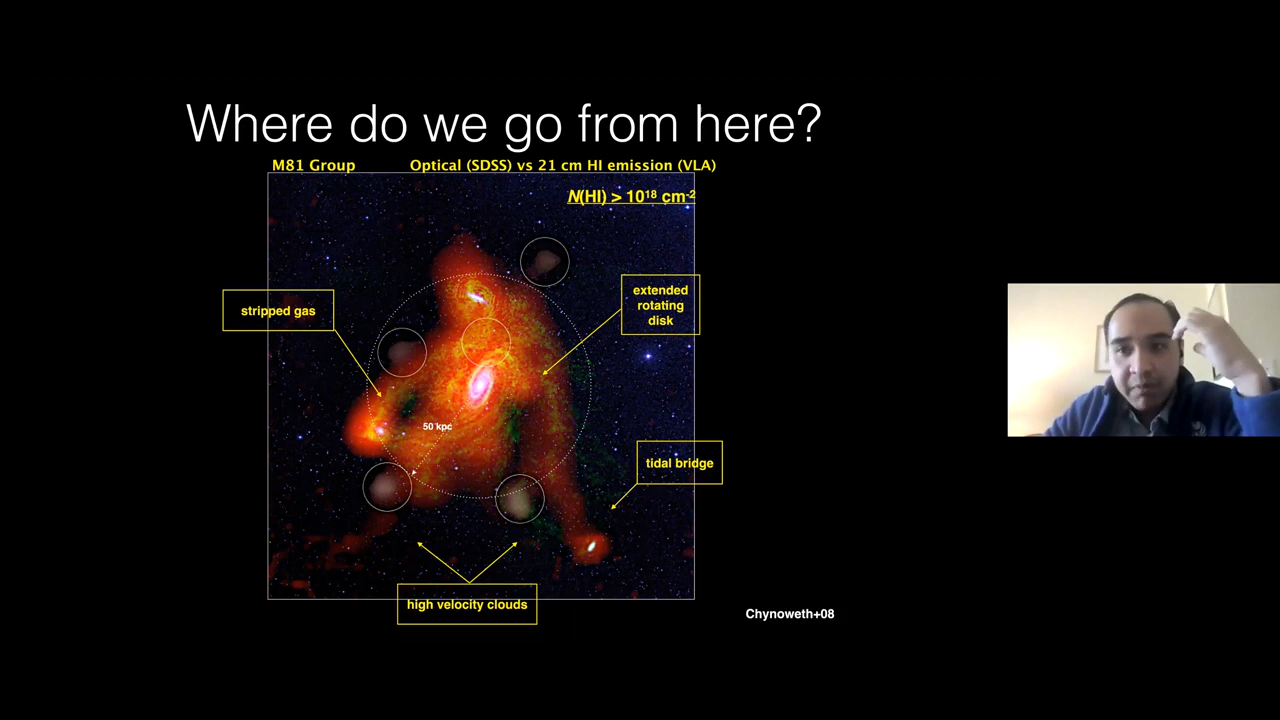 Where do we go from here?
M81 Group
Optical (SDSS) vs 21 cm HI emission (VLA)
N(HI) > 10¹⁸ cm⁻²
extended
rotating
disk
stripped gas
50 kpc
tidal bridge
high velocity clouds
Chynoweth+08